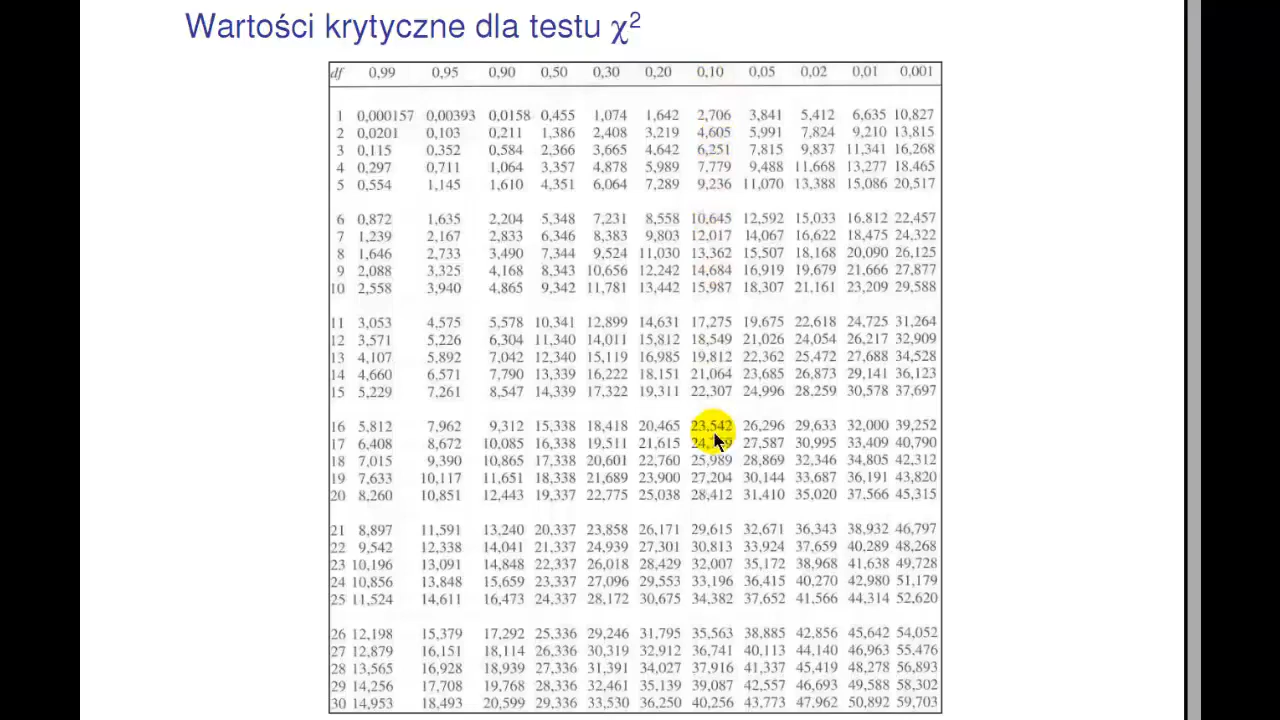 Wartości krytyczne dla testu χ²
df 0,99 0,95 0,90 0,50 0,30 0,20 0,10 0,05 0,02 0,01 0,001
1 0,000157 0,00393 0,0158 0,455 1,074 1,642 2,706 3,841 5,412 6,635 10,827
2 0,0201 0,103 0,211 1,386 2,408 3,219 4,605 5,991 7,824 9,210 13,815
3 0,115 0,352 0,584 2,366 3,665 4,642 6,251 7,815 9,837 11,341 16,268
4 0,297 0,711 1,064 3,357 4,878 5,989 7,779 9,488 11,668 13,277 18,465
5 0,554 1,145 1,610 4,351 6,064 7,289 9,236 11,070 13,388 15,086 20,517
6 0,872 1,635 2,204 5,348 7,231 8,558 10,645 12,592 15,033 16,812 22,457
7 1,239 2,167 2,833 6,346 8,383 9,803 12,017 14,067 16,622 18,475 24,322
8 1,646 2,733 3,490 7,344 9,524 11,030 13,362 15,507 18,168 20,090 26,125
9 2,088 3,325 4,168 8,343 10,656 12,242 14,684 16,919 19,679 21,666 27,877
10 2,558 3,940 4,865 9,342 11,781 13,442 15,987 18,307 21,161 23,209 29,588
11 3,053 4,575 5,578 10,341 12,899 14,631 17,275 19,675 22,618 24,725 31,264
12 3,571 5,226 6,304 11,340 14,011 15,812 18,549 21,026 24,054 26,217 32,909
13 4,107 5,892 7,042 12,340 15,119 16,985 19,812 22,362 25,472 27,688 34,528
14 4,660 6,571 7,790 13,339 16,222 18,151 21,064 23,685 26,873 29,141 36,123
15 5,229 7,261 8,547 14,339 17,322 19,311 22,307 24,996 28,259 30,578 37,697
16 5,812 7,962 9,312 15,338 18,418 20,465 23,542 26,296 29,633 32,000 39,252
17 6,408 8,672 10,085 16,338 19,511 21,615 27,587 30,995 33,409 40,790
18 7,015 9,390 10,865 17,338 20,601 22,760 25,989 28,869 32,346 34,805 42,312
19 7,633 10,117 11,651 18,338 21,689 23,900 27,204 30,144 33,687 36,191 43,820
20 8,260 10,851 12,443 19,337 22,775 25,038 28,412 31,410 35,020 37,566 45,315
21 8,897 11,591 13,240 20,337 23,858 26,171 29,615 32,671 36,343 38,932 46,797
22 9,542 12,338 14,041 21,337 24,939 27,301 30,813 33,924 37,659 40,289 48,268
23 10,196 13,091 14,848 22,337 26,018 28,429 32,007 35,172 38,968 41,638 49,728
24 10,856 13,848 15,659 23,337 27,096 29,553 33,196 36,415 40,270 42,980 51,179
25 11,524 14,611 16,473 24,337 28,172 30,675 34,382 37,652 41,566 44,314 52,620
26 12,198 15,379 17,292 25,336 29,246 31,795 35,563 38,885 42,856 45,642 54,052
27 12,879 16,151 18,114 26,336 30,319 32,912 36,741 40,113 44,140 46,963 55,476
28 13,565 16,928 18,939 27,336 31,391 34,027 37,916 41,337 45,419 48,278 56,893
29 14,256 17,708 19,768 28,336 32,461 35,139 39,087 42,557 46,693 49,588 58,302
30 14,953 18,493 20,599 29,336 33,530 36,250 40,256 43,773 47,962 50,892 59,703